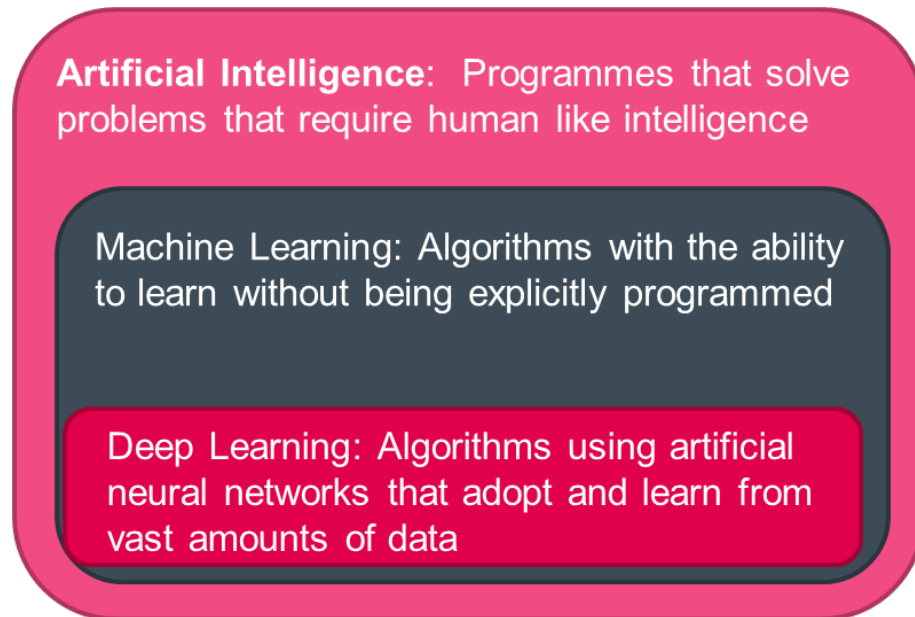 Artificial Intelligence: Programmes that solve
problems that require human like intelligence
Machine Learning: Algorithms with the ability
to learn without being explicitly programmed
Deep Learning: Algorithms using artificial
neural networks that adopt and learn from
vast amounts of data